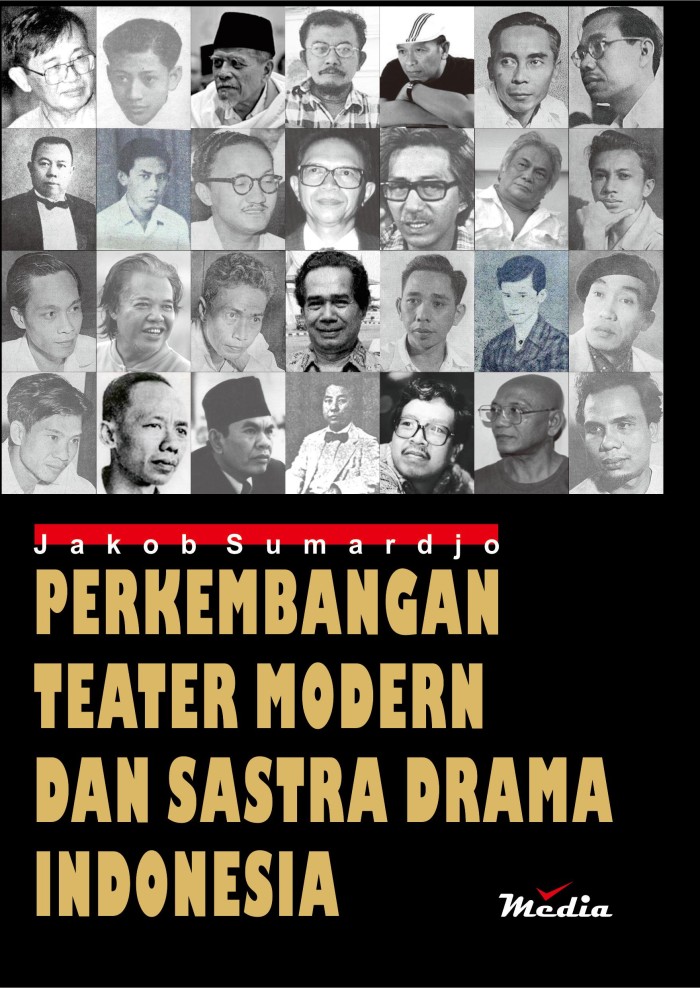 Jakob Sumardjo
PERKEMBANGAN
TEATER MODERN
DAN SASTRA DRAMA
INDONESIA
Media